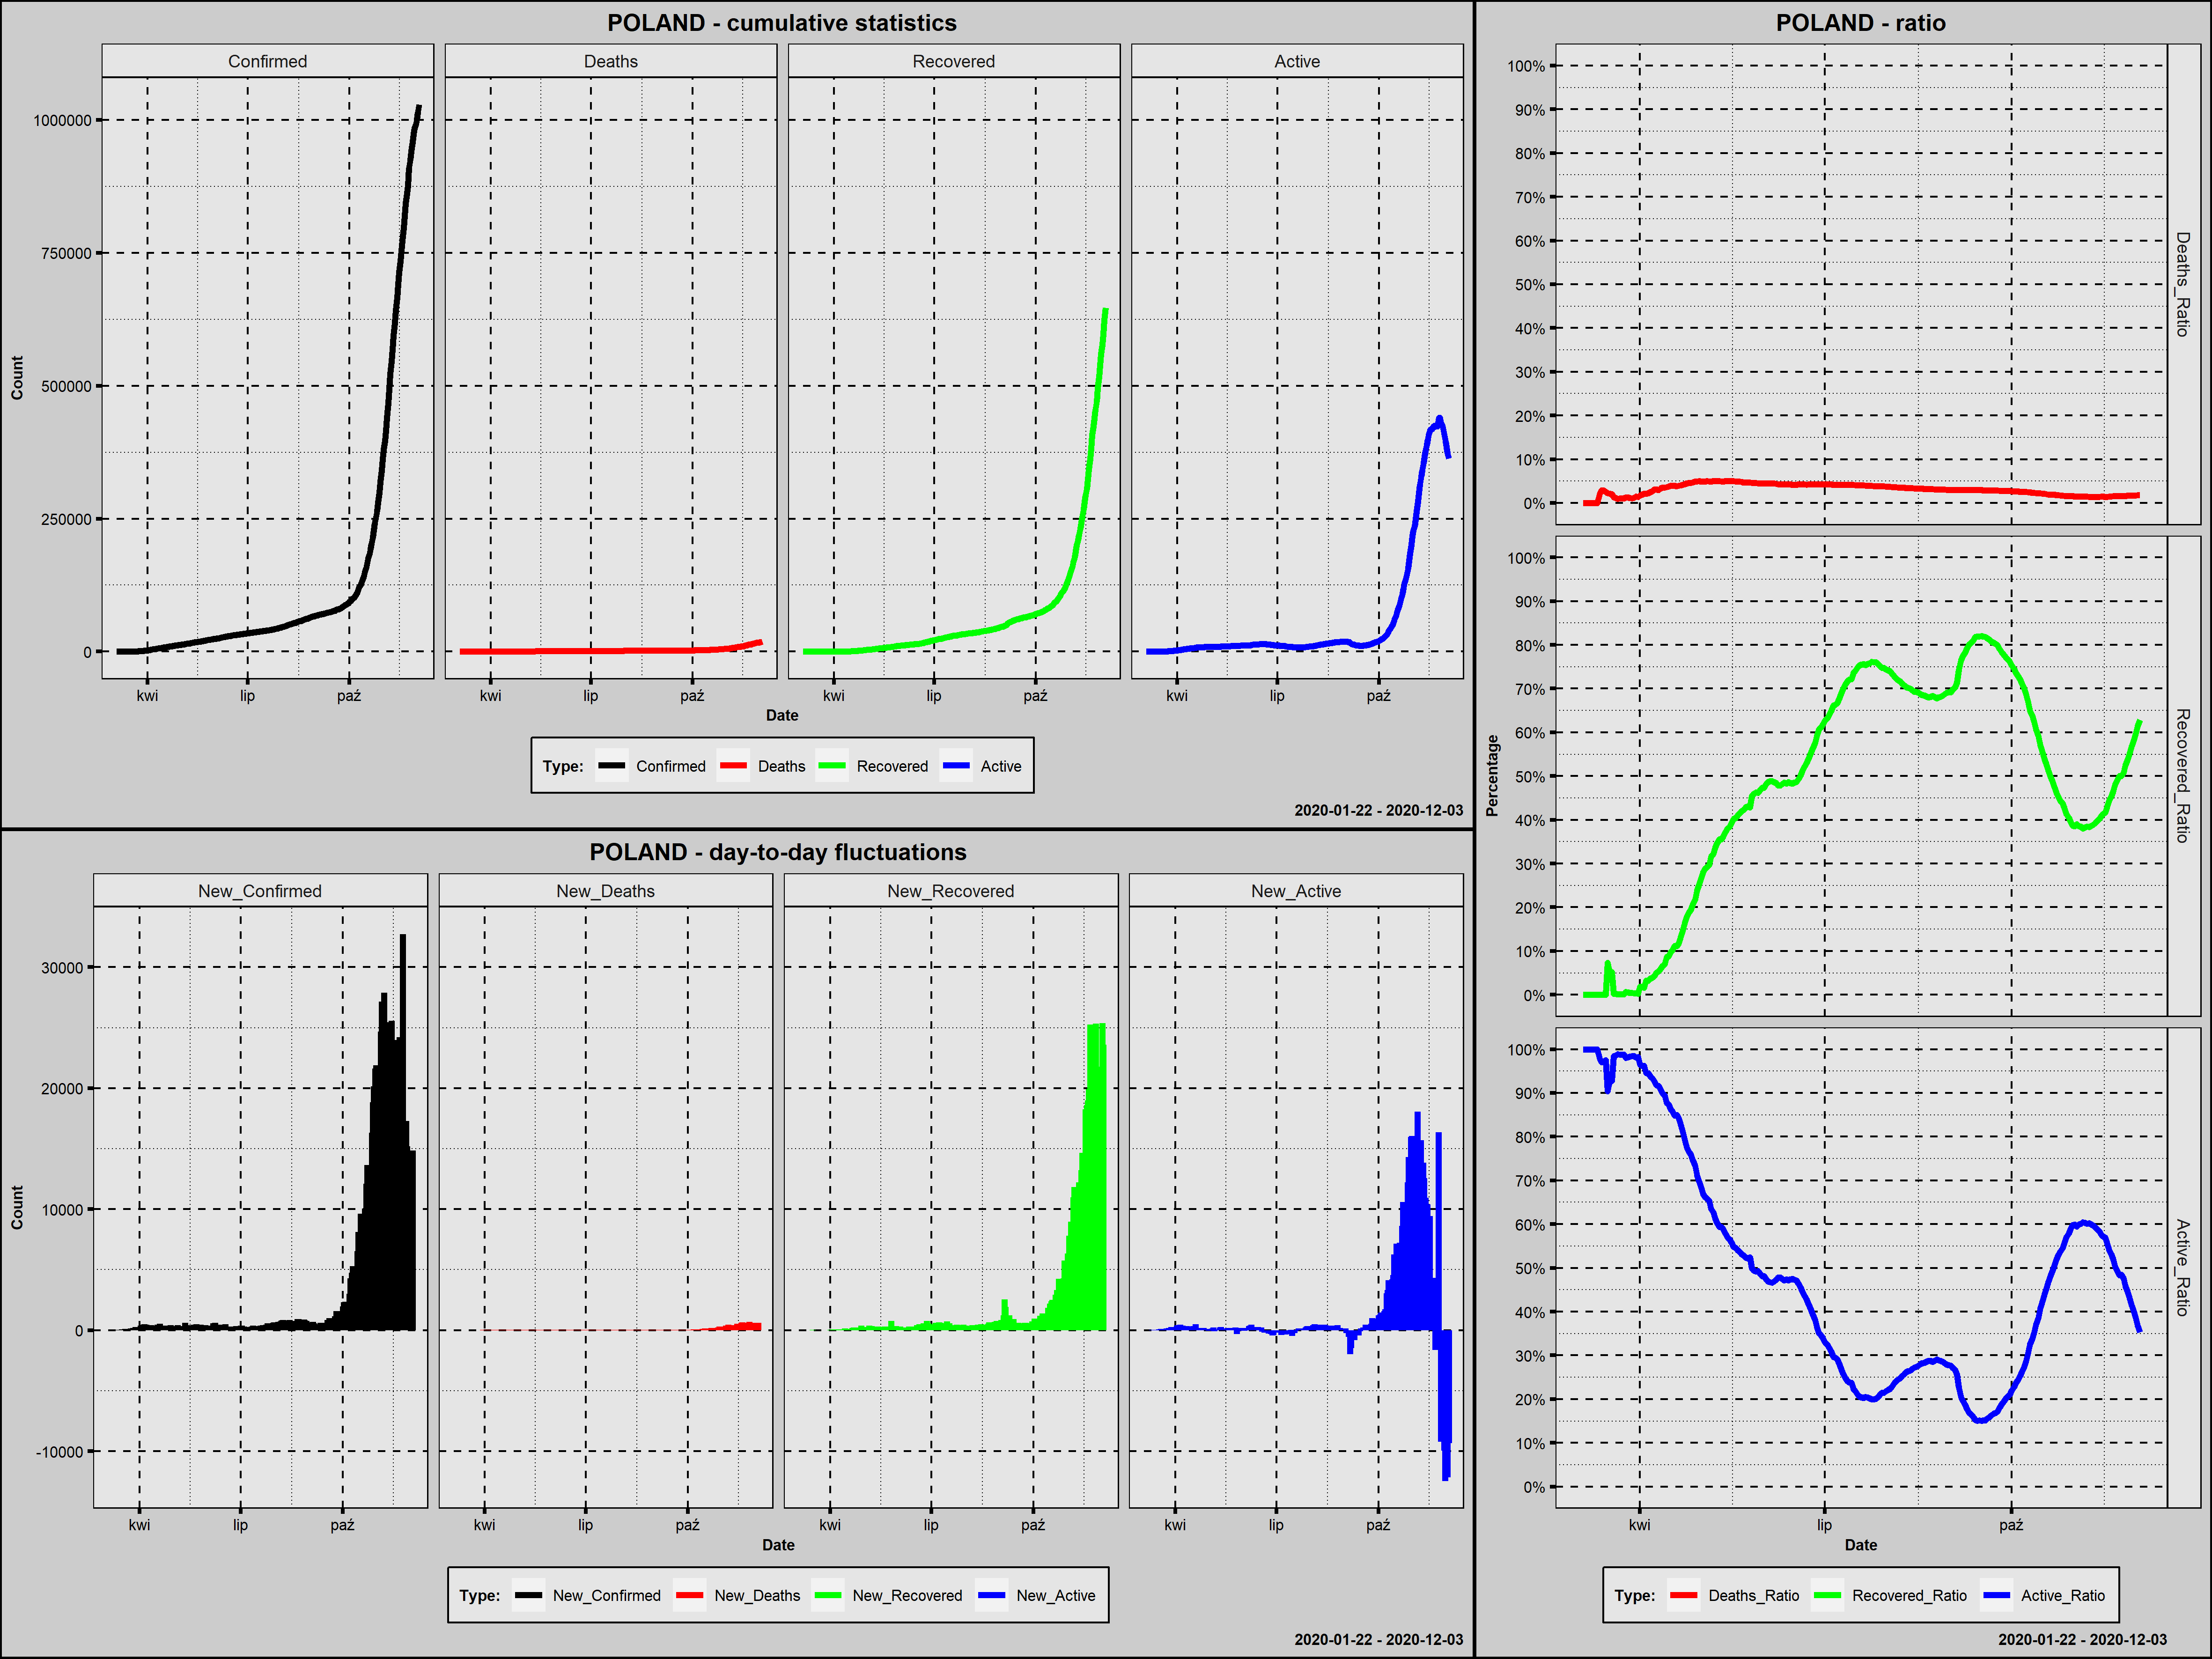 POLAND - cumulative statistics
Confirmed Deaths Recovered Active
Count
1000000
750000
500000
250000
0
kwi lip paź kwi lip paź kwi lip paź kwi lip paź
Date
Type: Confirmed Deaths Recovered Active
2020-01-22 - 2020-12-03
POLAND - day-to-day fluctuations
New_Confirmed New_Deaths New_Recovered New_Active
Count
30000
20000
10000
0
-10000
kwi lip paź kwi lip paź kwi lip paź kwi lip paź
Date
Type: New_Confirmed New_Deaths New_Recovered New_Active
2020-01-22 - 2020-12-03
POLAND - ratio
Percentage
100%
90%
80%
70%
60%
50%
40%
30%
20%
10%
0%
Deaths_Ratio
100%
90%
80%
70%
60%
50%
40%
30%
20%
10%
0%
Recovered_Ratio
100%
90%
80%
70%
60%
50%
40%
30%
20%
10%
0%
Active_Ratio
kwi lip paź
Date
Type: Deaths_Ratio Recovered_Ratio Active_Ratio
2020-01-22 - 2020-12-03